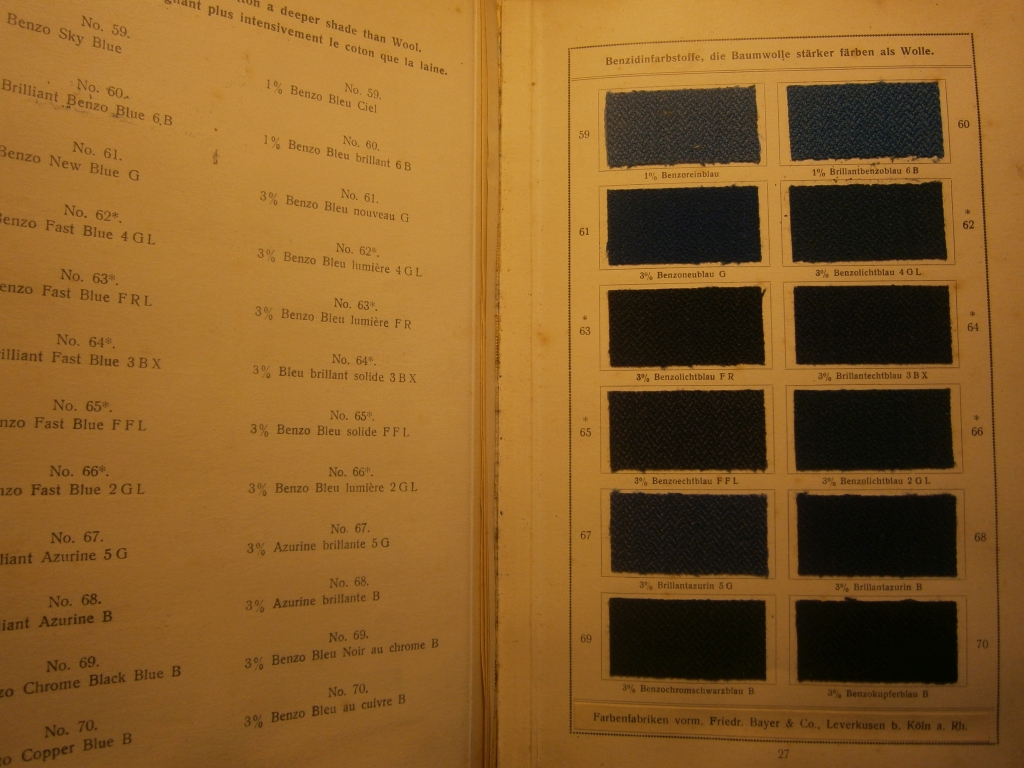 a deeper shade than Wool.
plus intensivement le coton que la laine.
No. 59.
Benzo Sky Blue
No. 60.
Brilliant Benzo Blue 6 B
No. 61.
Benzo New Blue G
No. 62*.
Benzo Fast Blue 4 G L
No. 63*.
enzo Fast Blue F R L
No. 64*.
illiant Fast Blue 3 B X
No. 65*.
nzo Fast Blue F F L
No. 66*.
nzo Fast Blue 2 G L
No. 67.
liant Azurine 5 G
No. 68.
iant Azurine B
No. 69.
zo Chrome Black Blue B
No. 70.
o Copper Blue B
No. 59.
1% Benzo Bleu Ciel
No. 60.
1% Benzo Bleu brillant 6 B
No. 61.
3% Benzo Bleu nouveau G
No. 62*.
3% Benzo Bleu lumière 4 G L
No. 63*.
3% Benzo Bleu lumière F R
No. 64*.
3% Bleu brillant solide 3 B X
No. 65*.
3% Benzo Bleu solide F F L
No. 66*.
3% Benzo Bleu lumière 2 G L
No. 67.
3% Azurine brillante 5 G
No. 68.
3% Azurine brillante B
No. 69.
3% Benzo Bleu Noir au chrome B
No. 70.
3% Benzo Bleu au cuivre B
Benzidinfarbstoffe, die Baumwolle stärker färben als Wolle.
59
60
1% Benzoreinblau
1% Brillantbenzoblau 6 B
61
*
62
3% Benzoneublau G
3% Benzolichtblau 4 G L
*
63
*
64
3% Benzolichtblau F R
3% Brillantechtblau 3 B X
*
65
*
66
3% Benzoechtblau F F L
3% Benzolichtblau 2 G L
67
68
3% Brillantazurin 5 G
3% Brillantazurin B
69
70
3% Benzochromschwarzblau B
3% Benzokupferblau B
Farbenfabriken vorm. Friedr. Bayer & Co., Leverkusen b. Köln a. Rh.
27